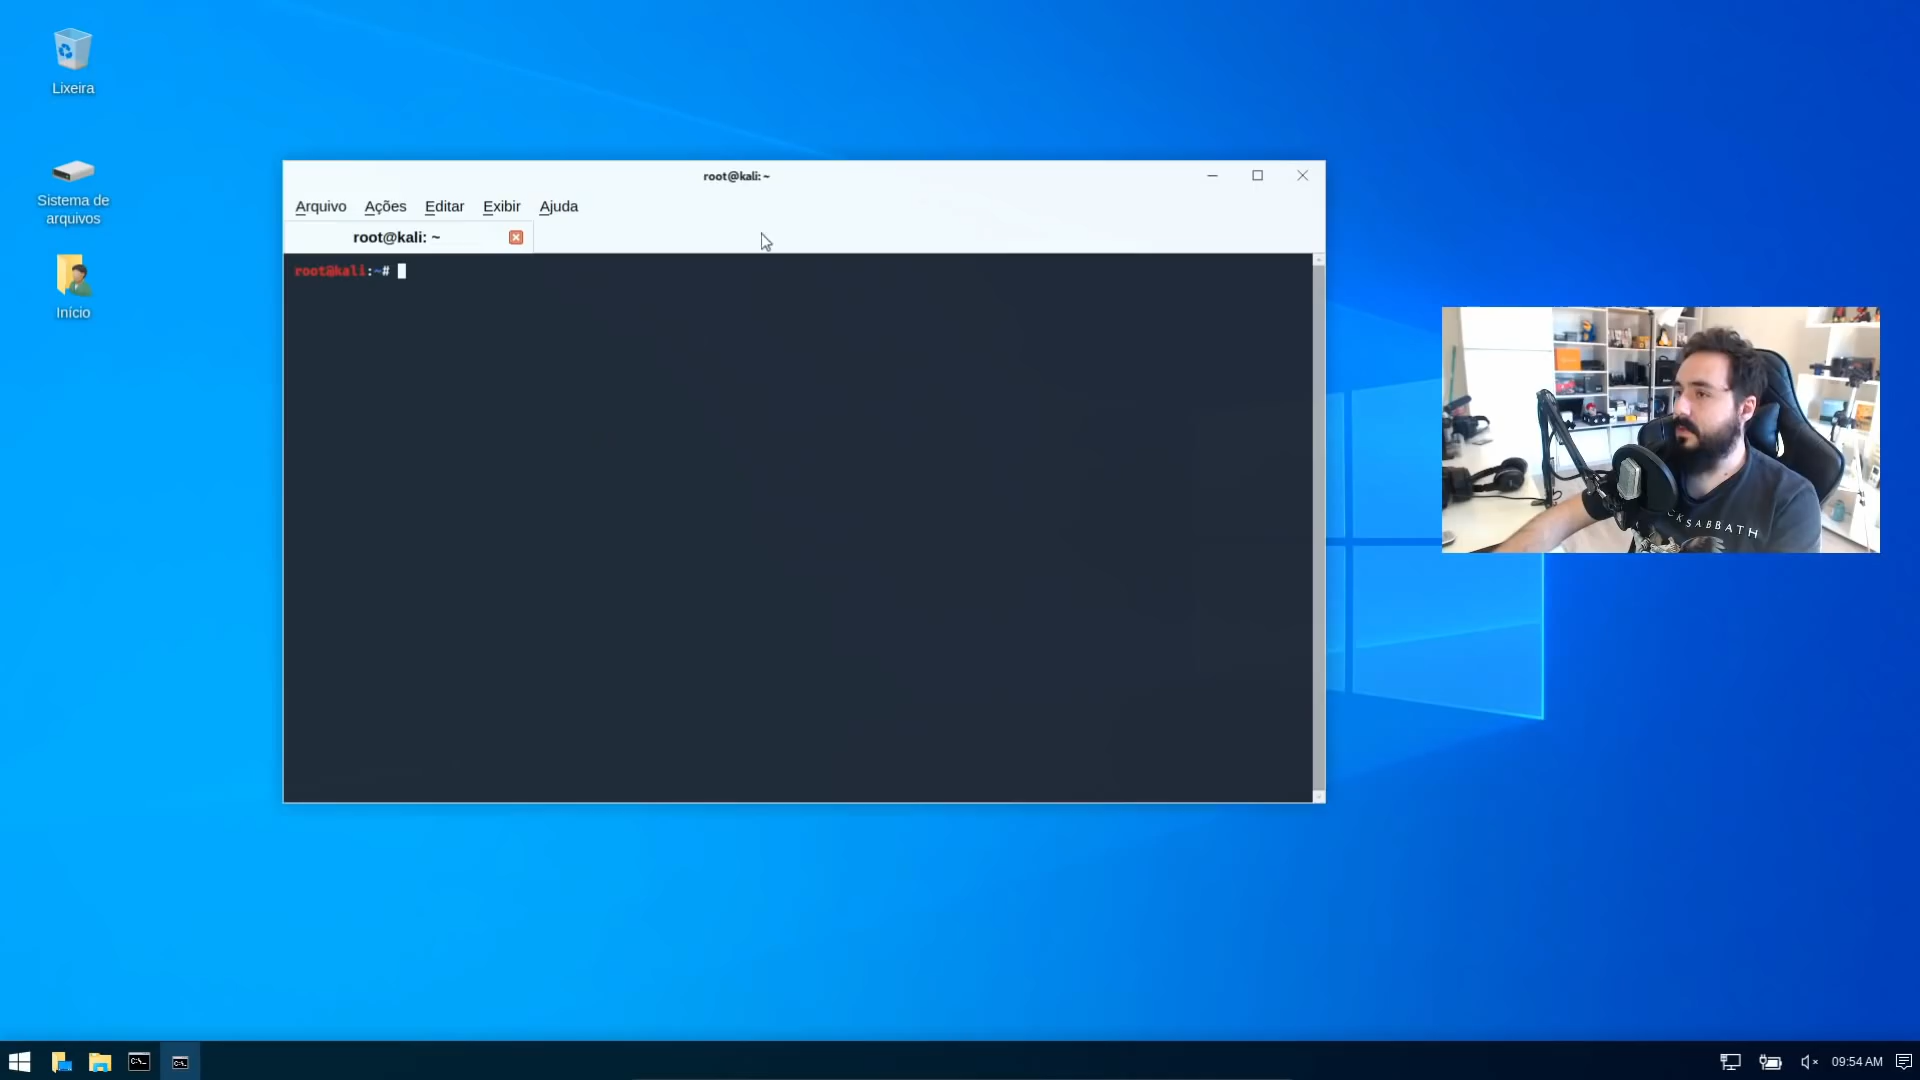 Lixeira
Sistema de
arquivos
Início
root@kali: ~
Arquivo Ações Editar Exibir Ajuda
root@kali: ~
root@kali:~#
CKSABBATH
09:54 AM